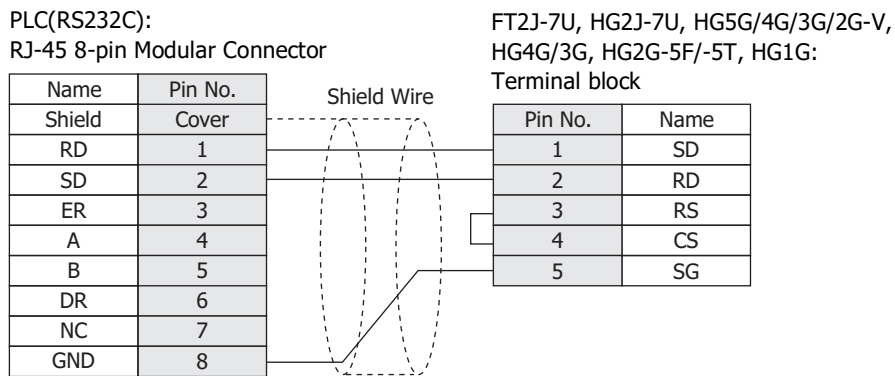 PLC(RS232C):
RJ-45 8-pin Modular Connector
FT2J-7U, HG2J-7U, HG5G/4G/3G/2G-V,
HG4G/3G, HG2G-5F/-5T, HG1G:
Terminal block
Name Pin No.
Shield Cover
RD 1
SD 2
ER 3
A 4
B 5
DR 6
NC 7
GND 8
Shield Wire
Pin No. Name
1 SD
2 RD
3 RS
4 CS
5 SG